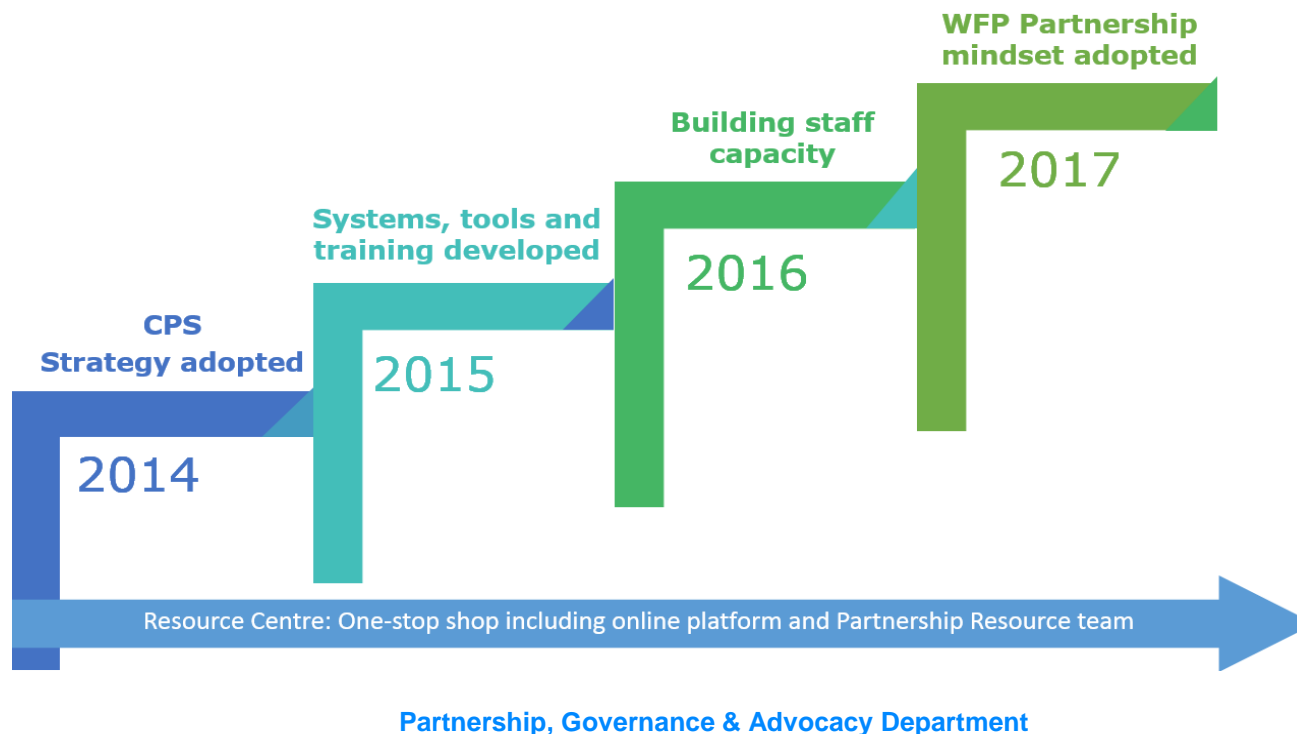 WFP Partnership
mindset adopted
Building staff
capacity
2017
Systems, tools and
training developed
2016
CPS
Strategy adopted
2015
2014
Resource Centre: One-stop shop including online platform and Partnership Resource team
Partnership, Governance & Advocacy Department